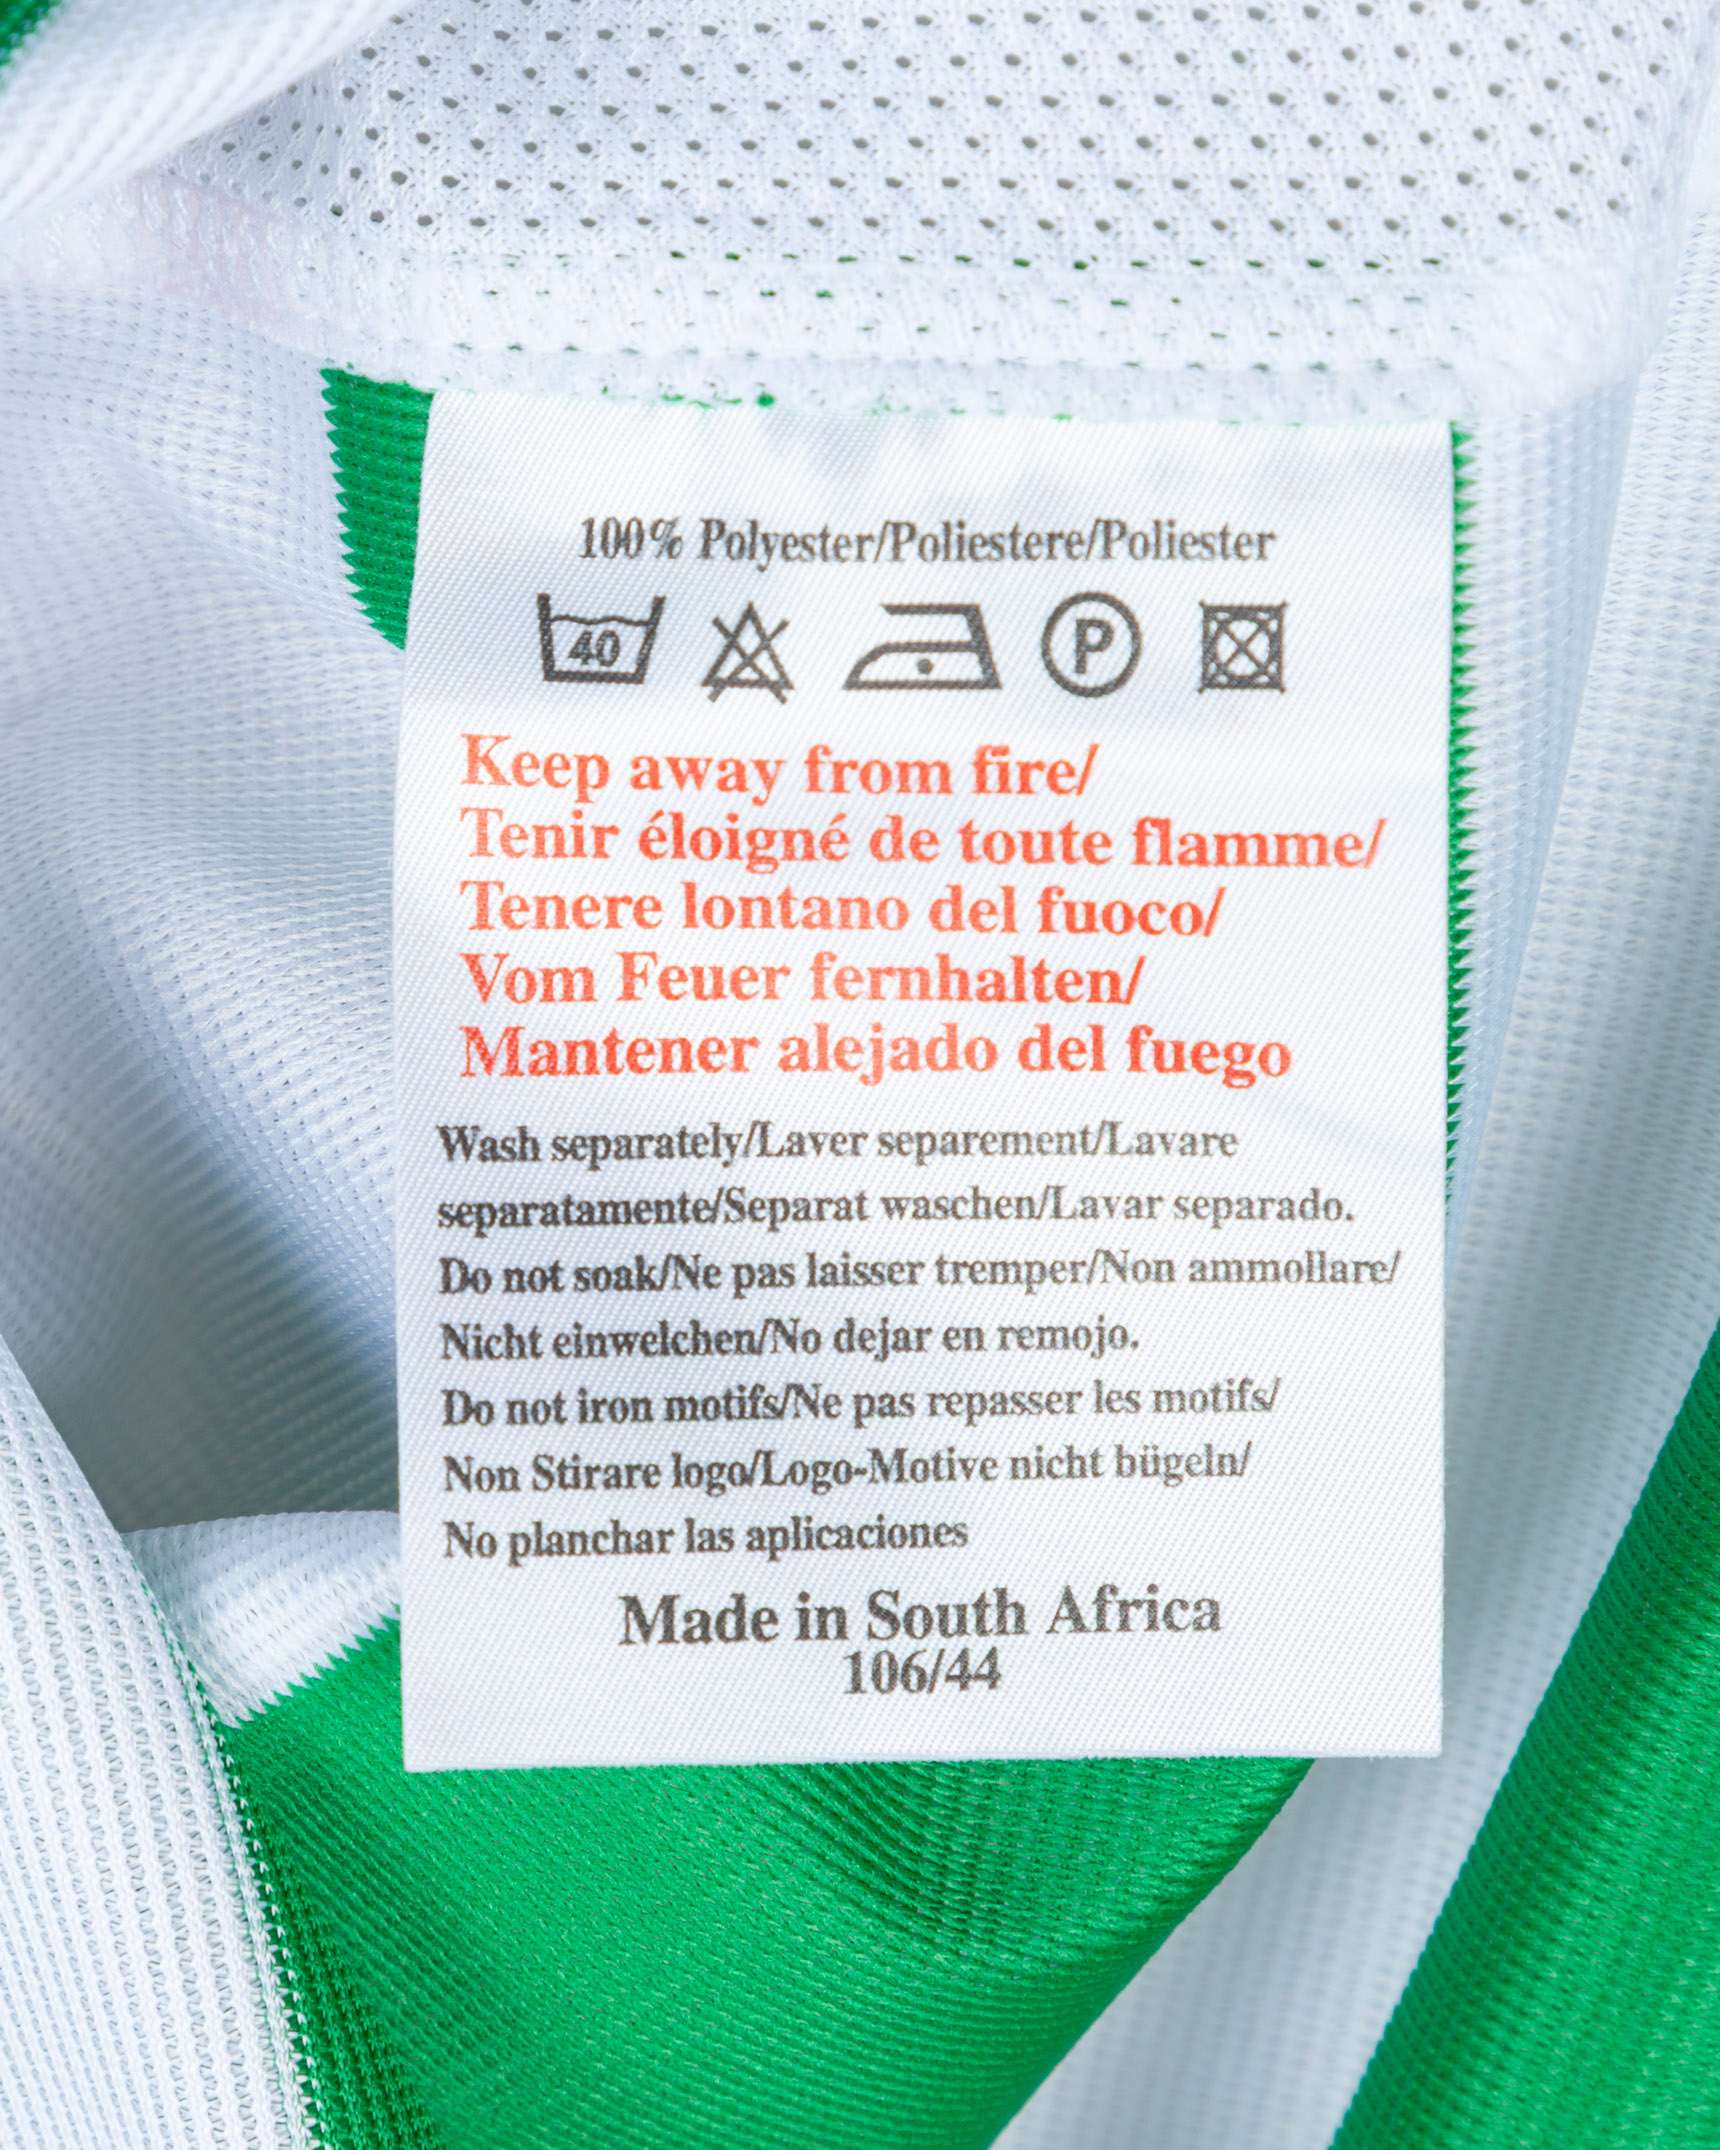 100% Polyester/Poliestere/Poliester
40 P
Keep away from fire/
Tenir éloigné de toute flamme/
Tenere lontano del fuoco/
Vom Feuer fernhalten/
Mantener alejado del fuego
Wash separately/Laver separement/Lavare
separatamente/Separat waschen/Lavar separado.
Do not soak/Ne pas laisser tremper/Non ammollare/
Nicht einwelchen/No dejar en remojo.
Do not iron motifs/Ne pas repasser les motifs/
Non Stirare logo/Logo-Motive nicht bügeln/
No planchar las aplicaciones
Made in South Africa
106/44